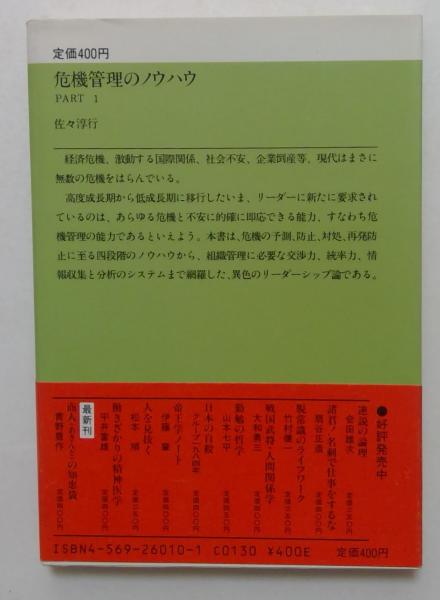 定価400円
危機管理のノウハウ
PART 1
佐々淳行
経済危機、激動する国際関係、社会不安、企業倒産等、現代はまさに
無数の危機をはらんでいる。
高度成長期から低成長期に移行したいま、リーダーに新たに要求され
ているのは、あらゆる危機と不安に的確に即応できる能力、すなわち危
機管理の能力であるといえよう。本書は、危機の予測、防止、対処、再発防
止に至る四段階のノウハウから、組織管理に必要な交渉力、統率力、情
報収集と分析のシステムまで網羅した、異色のリーダーシップ論である。
●好評発売中
逆説の論理
会田雄次
諸君!名刺で仕事をするな
扇谷正造
脱常識のライフワーク
竹村健一
戦国武将・人間関係学
大和勇三
勤勉の哲学
山本七平
日本の自殺
グループ一九八四年
帝王学ノート
伊藤肇
人を見抜く
松本順
働きざかりの精神医学
平井富雄
最新刊
商人の知恵袋
青野豊作
ISBN4-569-26010-1 C0130 ¥400E
定価400円